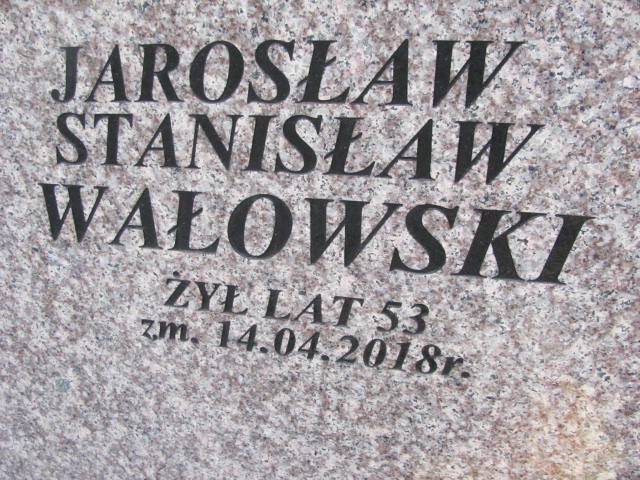 JAROSŁAW
STANISŁAW
WAŁOWSKI
ŻYŁ LAT 53
zm. 14.04.2018r.